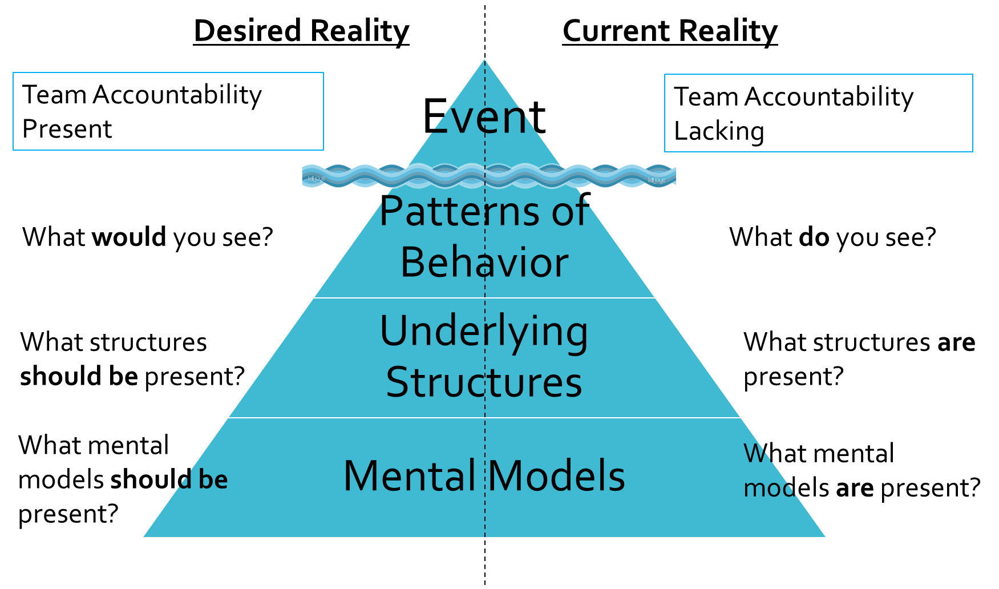 Desired Reality
Current Reality
Team Accountability
Present
Team Accountability
Lacking
Event
killjoys
killjoys
Patterns of
Behavior
What would you see?
What do you see?
Underlying
Structures
What structures
should be present?
What structures are
present?
Mental Models
What mental
models should be
present?
What mental
models are present?